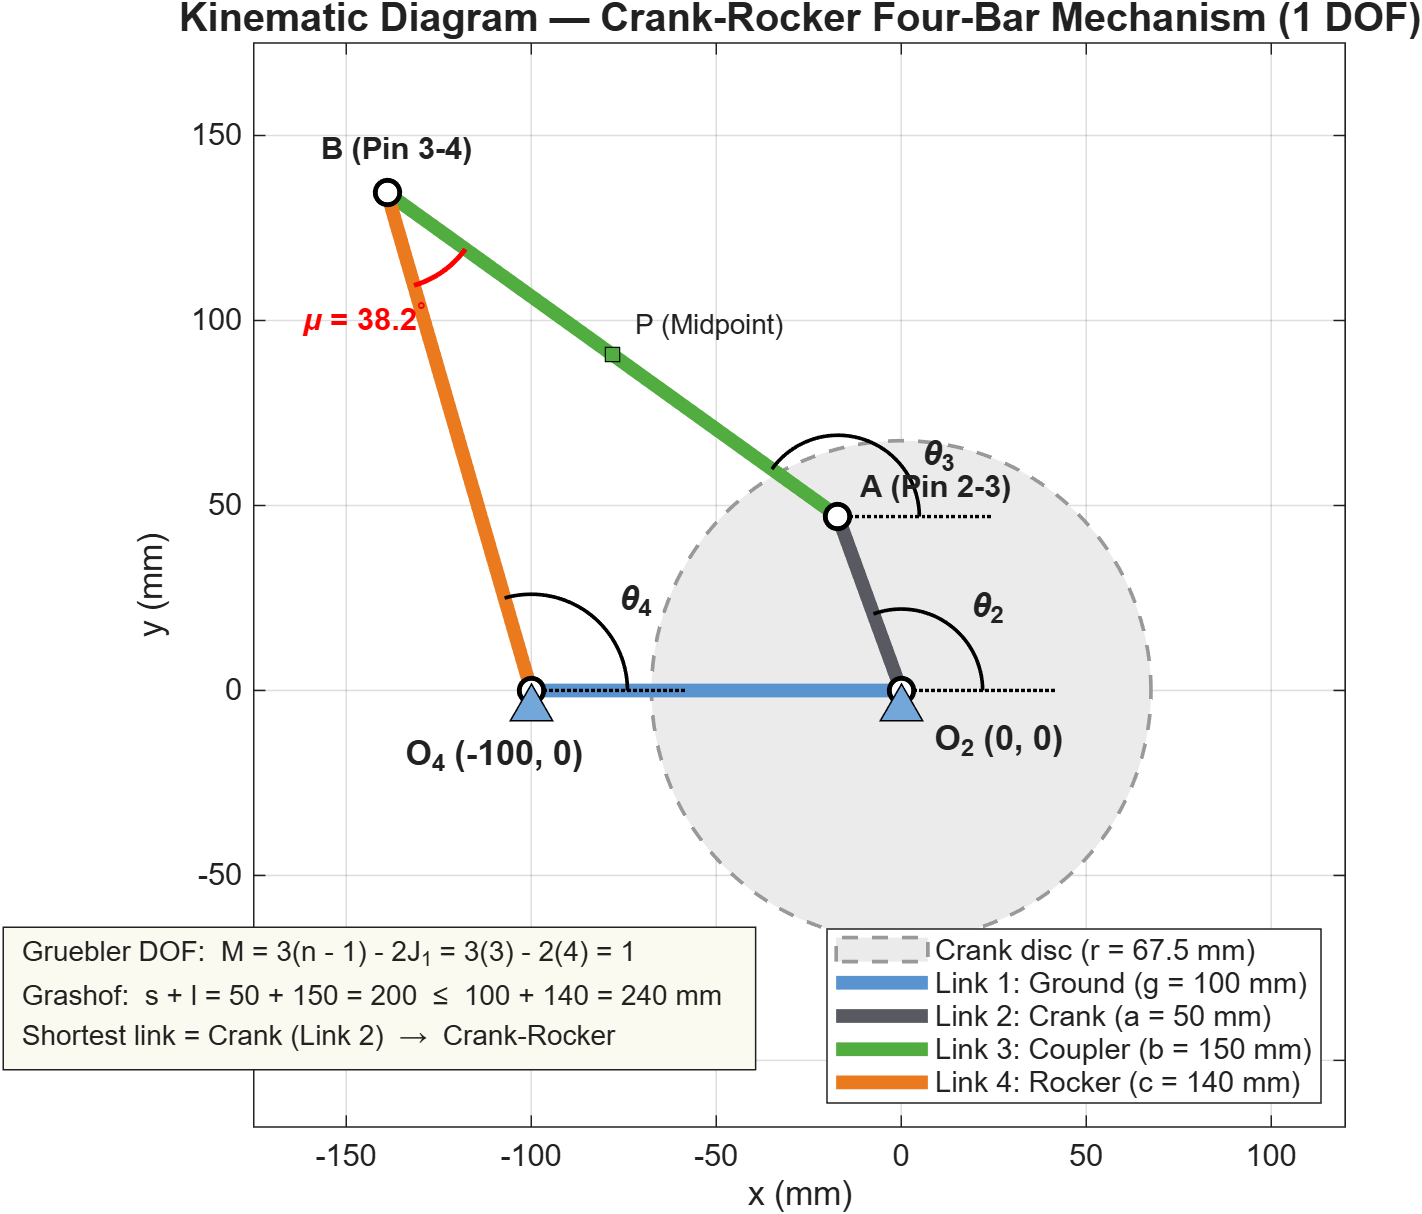 Kinematic Diagram — Crank-Rocker Four-Bar Mechanism (1 DOF)
150
B (Pin 3-4)
100
μ = 38.2°
P (Midpoint)
θ₃
A (Pin 2-3)
50
y (mm)
θ₄
θ₂
0
O₄ (-100, 0)
O₂ (0, 0)
-50
Gruebler DOF:  M = 3(n - 1) - 2J₁ = 3(3) - 2(4) = 1
Grashof:  s + l = 50 + 150 = 200  ≤  100 + 140 = 240 mm
Shortest link = Crank (Link 2)  →  Crank-Rocker
Crank disc (r = 67.5 mm)
Link 1: Ground (g = 100 mm)
Link 2: Crank (a = 50 mm)
Link 3: Coupler (b = 150 mm)
Link 4: Rocker (c = 140 mm)
-150
-100
-50
0
50
100
x (mm)